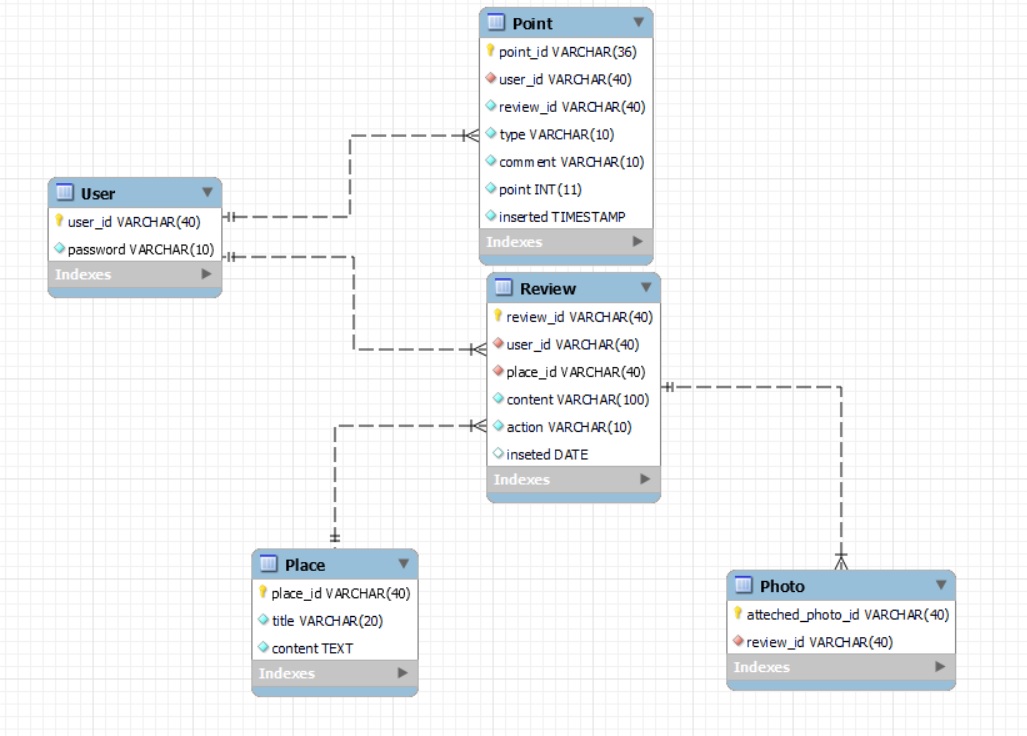 Point
point_id VARCHAR(36)
user_id VARCHAR(40)
review_id VARCHAR(40)
type VARCHAR(10)
comment VARCHAR(10)
point INT(11)
inserted TIMESTAMP
Indexes
User
user_id VARCHAR(40)
password VARCHAR(10)
Indexes
Review
review_id VARCHAR(40)
user_id VARCHAR(40)
place_id VARCHAR(40)
content VARCHAR(100)
action VARCHAR(10)
inseted DATE
Indexes
Place
place_id VARCHAR(40)
title VARCHAR(20)
content TEXT
Indexes
Photo
atteched_photo_id VARCHAR(40)
review_id VARCHAR(40)
Indexes